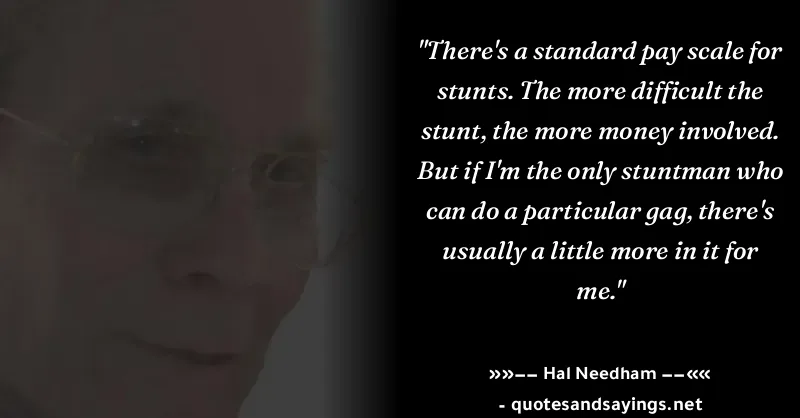 "There's a standard pay scale for
stunts. The more difficult the
stunt, the more money involved.
But if I'm the only stuntman who
can do a particular gag, there's
usually a little more in it for
me."
»»−− Hal Needham −−««
- quotesandsayings.net